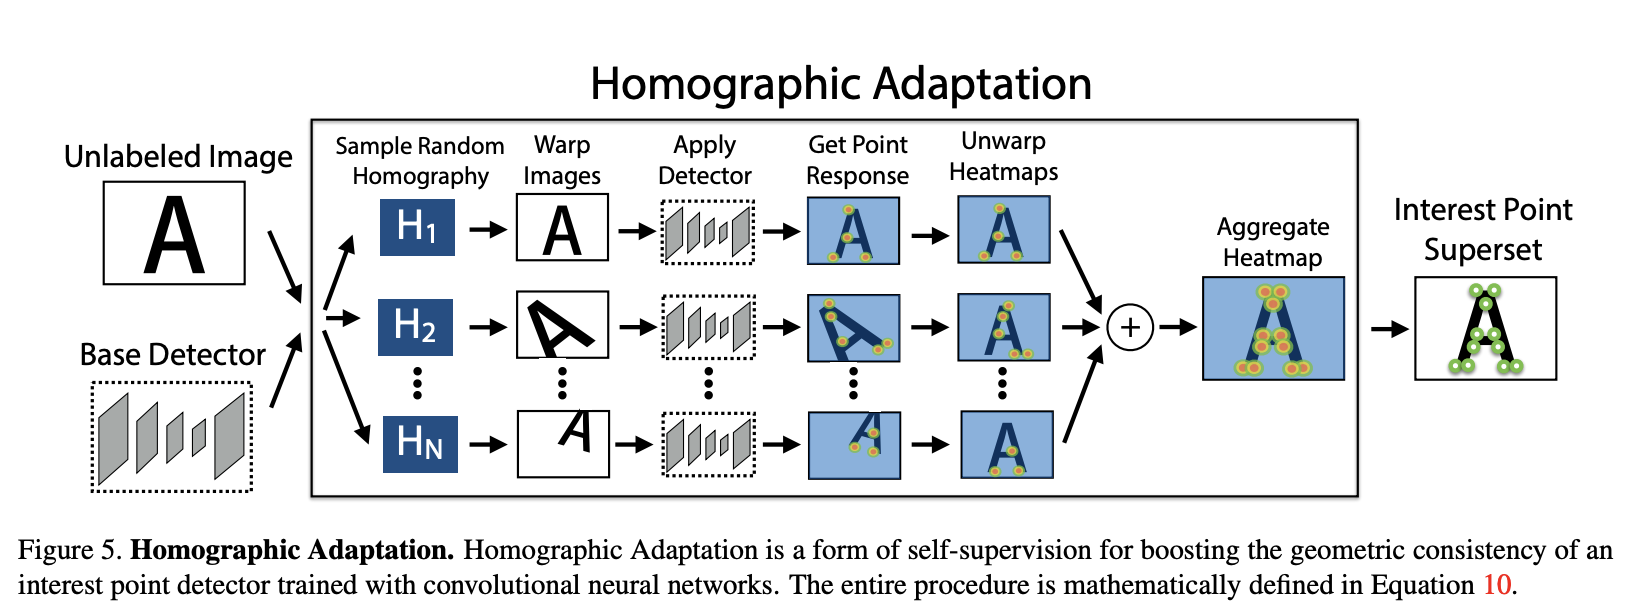 Homographic Adaptation
Unlabeled Image
A
Base Detector
Sample Random
Homography
Warp
Images
Apply
Detector
Get Point
Response
Unwarp
Heatmaps
H1
A
A
A
H2
A
A
A
HN
A
A
A
Aggregate
Heatmap
A
Interest Point
Superset
A
Figure 5. Homographic Adaptation. Homographic Adaptation is a form of self-supervision for boosting the geometric consistency of an
interest point detector trained with convolutional neural networks. The entire procedure is mathematically defined in Equation 10.